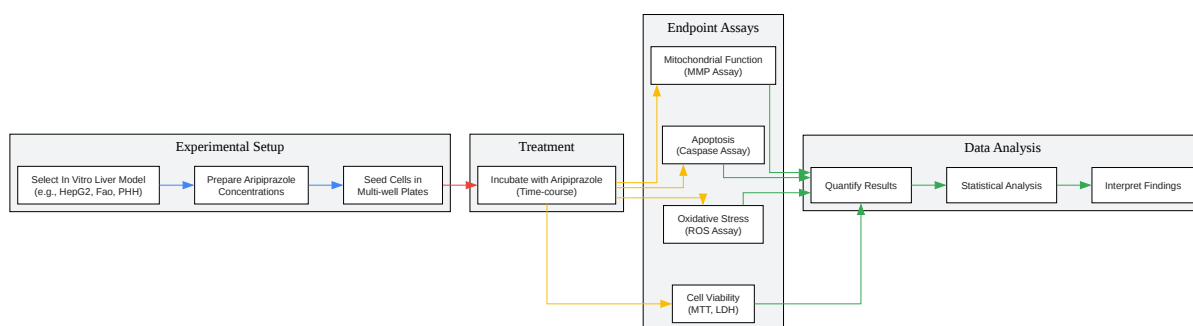 Experimental Setup
Select In Vitro Liver Model
(e.g., HepG2, Fao, PHH)
Prepare Aripiprazole
Concentrations
Seed Cells in
Multi-well Plates
Treatment
Incubate with Aripiprazole
(Time-course)
Endpoint Assays
Mitochondrial Function
(MMP Assay)
Apoptosis
(Caspase Assay)
Oxidative Stress
(ROS Assay)
Cell Viability
(MTT, LDH)
Data Analysis
Quantify Results
Statistical Analysis
Interpret Findings